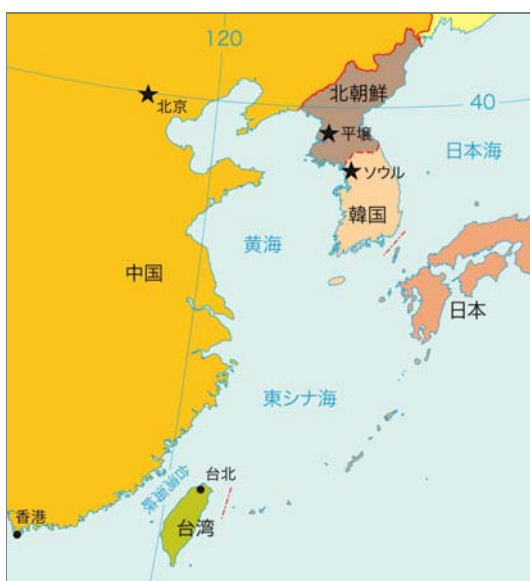 120
北朝鮮
北京
40
平壌
日本海
ソウル
韓国
黄海
中国
日本
東シナ海
台湾海峡
台北
香港
台湾